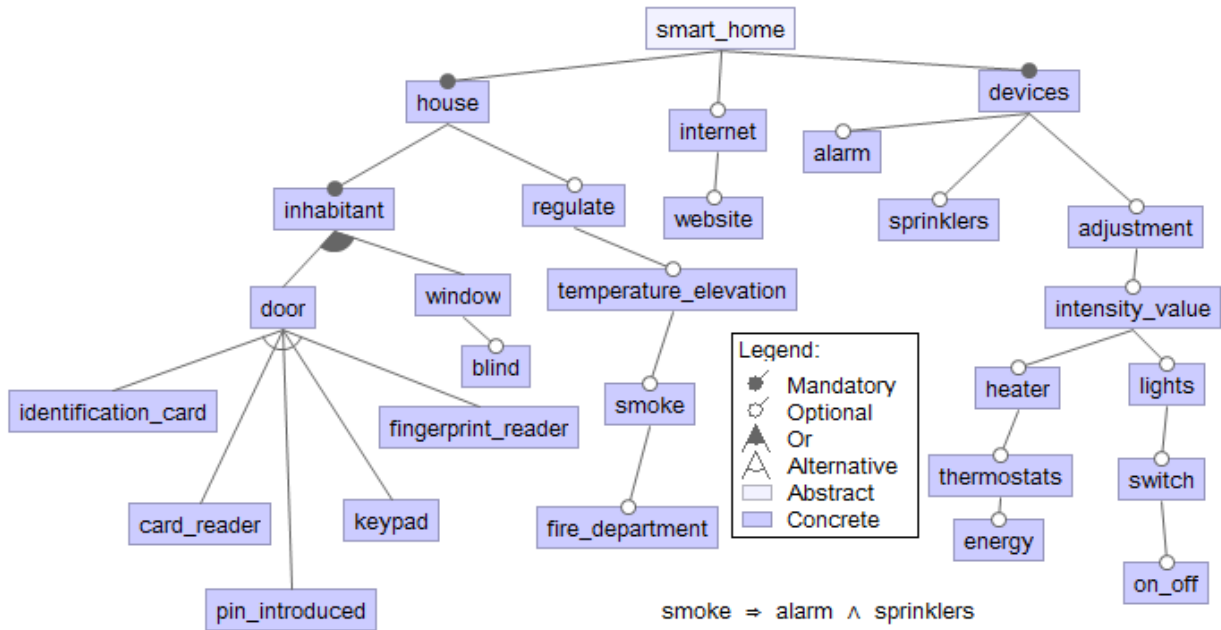 smart_home
house
internet
devices
alarm
inhabitant
regulate
website
sprinklers
adjustment
door
window
temperature_elevation
intensity_value
blind
identification_card
fingerprint_reader
smoke
heater
lights
card_reader
keypad
fire_department
thermostats
switch
energy
on_off
pin_introduced
Legend:
Mandatory
Optional
Or
Alternative
Abstract
Concrete
smoke ⇒ alarm ∧ sprinklers